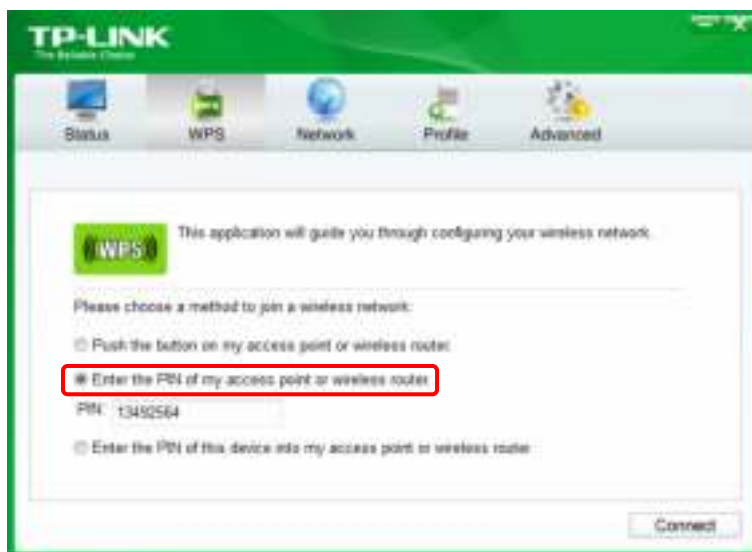 TP-LINK
The Reliable Choice
Status WPS Network Profile Advanced
WPS
This application will guide you through configuring your wireless network.
Please choose a method to join a wireless network:
Push the button on my access point or wireless router.
Enter the PIN of my access point or wireless router.
PIN: 13492564
Enter the PIN of this device into my access point or wireless router
Connect